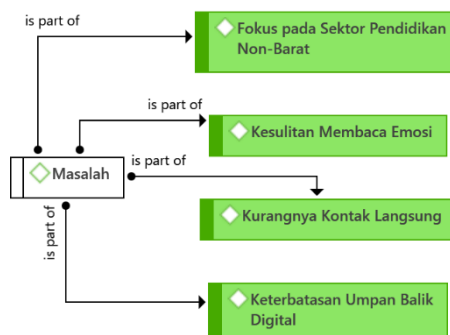 is part of
Fokus pada Sektor Pendidikan
Non-Barat
is part of
Kesulitan Membaca Emosi
Masalah
is part of
Kurangnya Kontak Langsung
is part of
Keterbatasan Umpan Balik
Digital